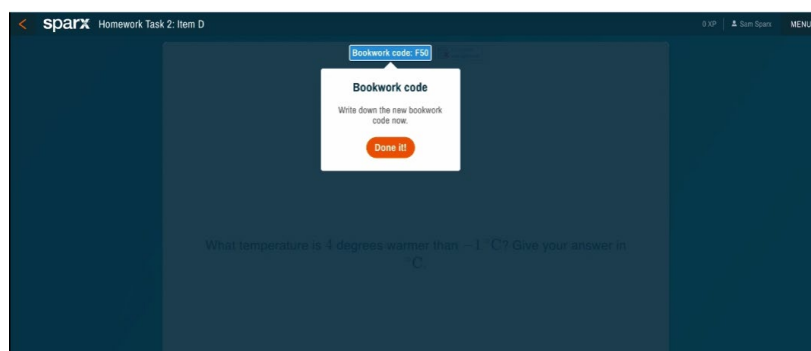 sparx Homework Task 2: Item D 0 XP Sam Sparx MENU
Bookwork code: F50
Bookwork code
Write down the new bookwork
code now.
Done it!
What temperature is 4 degrees warmer than −1 °C? Give your answer in
°C.